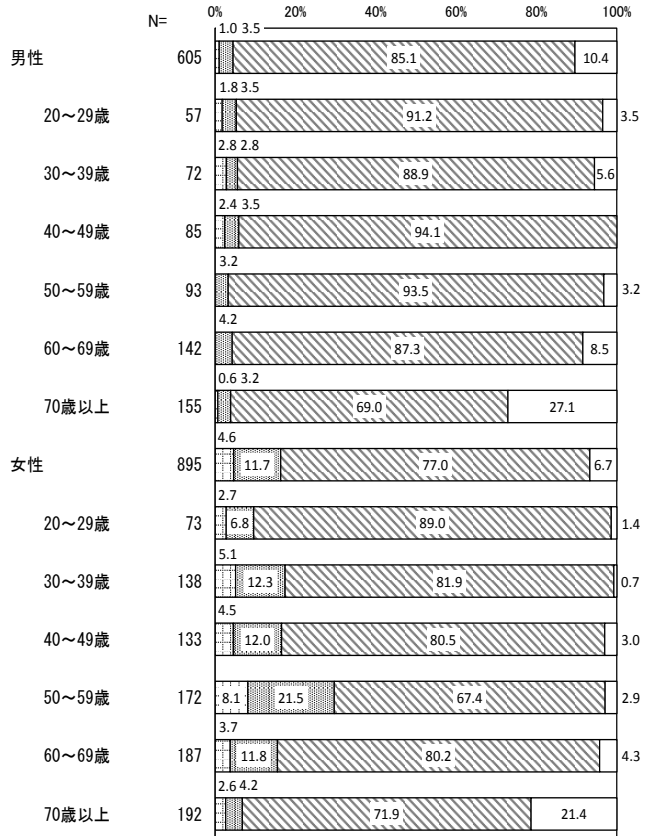 0% 20% 40% 60% 80% 100%
N=
1.0 3.5
男性 605 85.1 10.4
1.8 3.5
20～29歳 57 91.2 3.5
2.8 2.8
30～39歳 72 88.9 5.6
2.4 3.5
40～49歳 85 94.1
3.2
50～59歳 93 93.5 3.2
4.2
60～69歳 142 87.3 8.5
0.6 3.2
70歳以上 155 69.0 27.1
4.6
女性 895 11.7 77.0 6.7
2.7
20～29歳 73 6.8 89.0 1.4
5.1
30～39歳 138 12.3 81.9 0.7
4.5
40～49歳 133 12.0 80.5 3.0
50～59歳 172 8.1 21.5 67.4 2.9
3.7
60～69歳 187 11.8 80.2 4.3
2.6 4.2
70歳以上 192 71.9 21.4